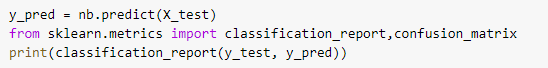 y_pred = nb.predict(X_test)
from sklearn.metrics import classification_report,confusion_matrix
print(classification_report(y_test, y_pred))